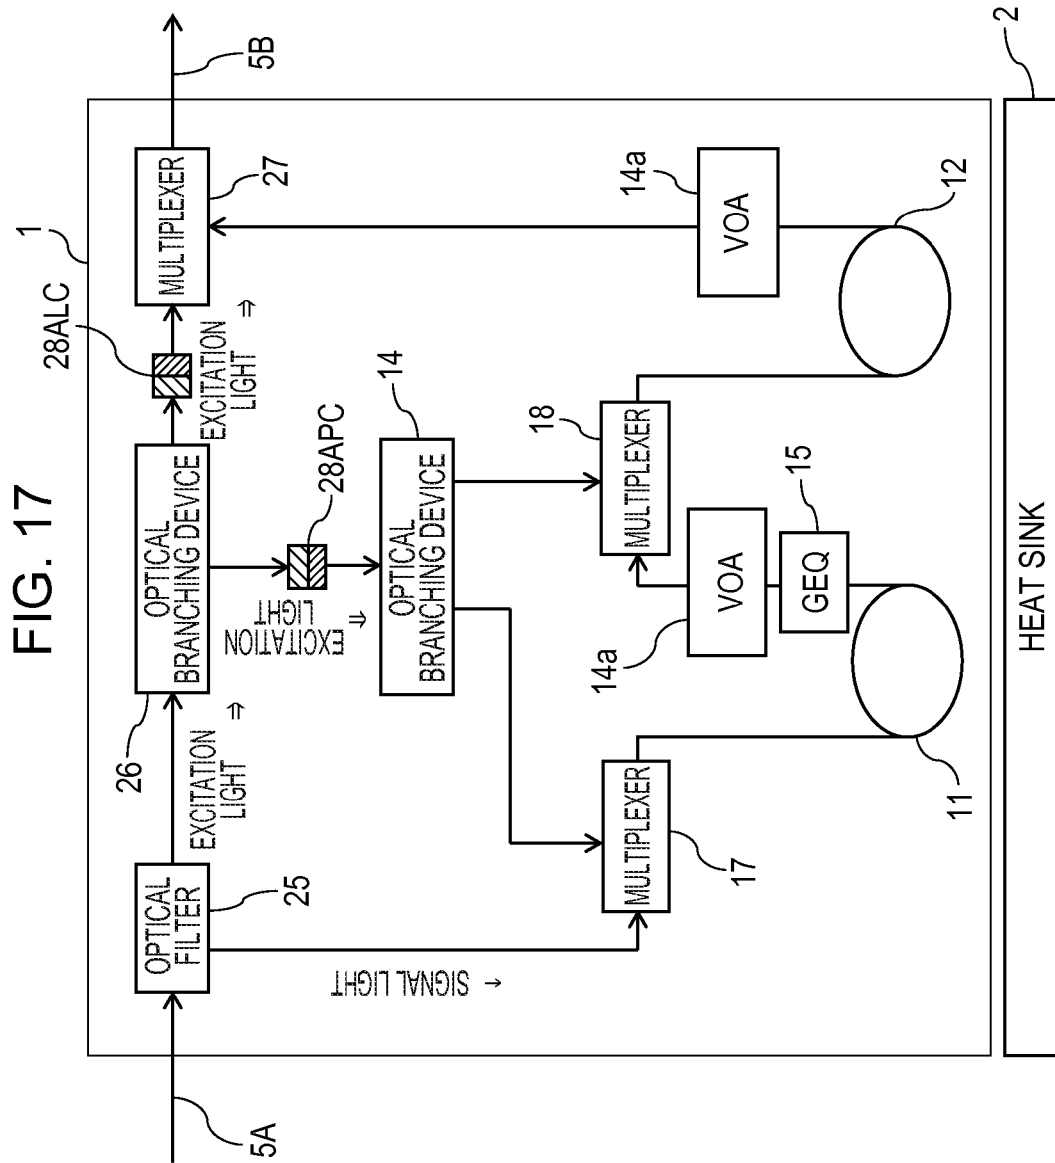 FIG. 17
1
28ALC
5B
MULTIPLEXER
27
EXCITATION
LIGHT
⇒
OPTICAL
BRANCHING DEVICE
26
EXCITATION
LIGHT
⇒
OPTICAL
FILTER
25
5A
28APC
EXCITATION
LIGHT
⇒
14
OPTICAL
BRANCHING DEVICE
SIGNAL LIGHT
→
MULTIPLEXER
17
18
MULTIPLEXER
14a
VOA
15
GEQ
14a
VOA
11
12
2
HEAT SINK